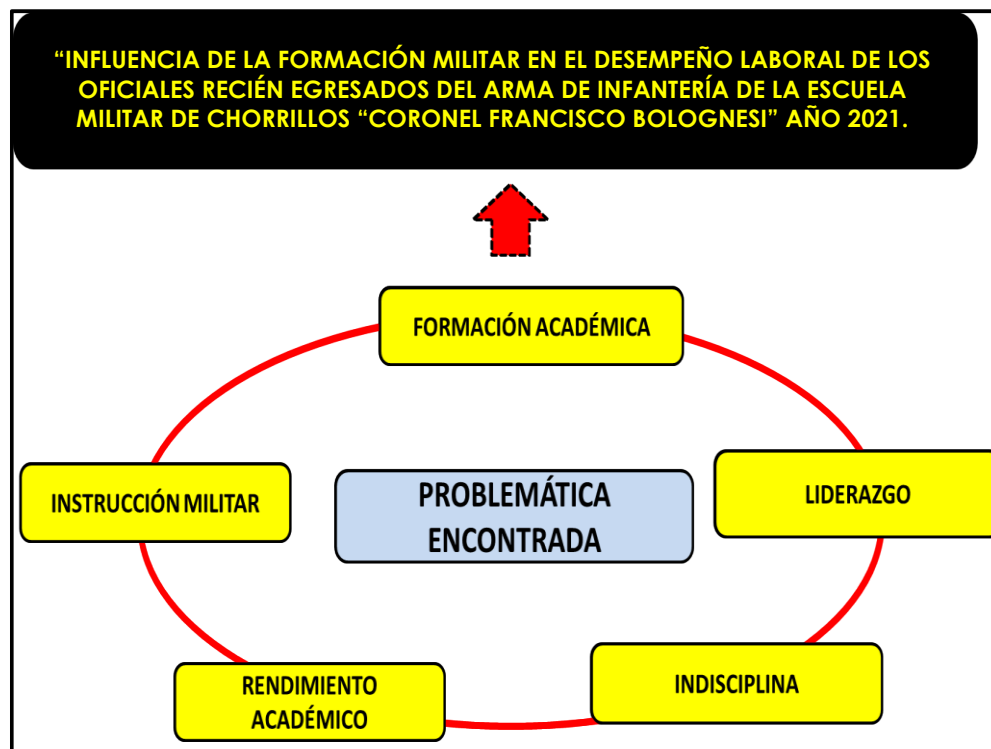 “INFLUENCIA DE LA FORMACIÓN MILITAR EN EL DESEMPEÑO LABORAL DE LOS
OFICIALES RECIÉN EGRESADOS DEL ARMA DE INFANTERÍA DE LA ESCUELA
MILITAR DE CHORRILLOS “CORONEL FRANCISCO BOLOGNESI” AÑO 2021.
FORMACIÓN ACADÉMICA
INSTRUCCIÓN MILITAR
PROBLEMÁTICA
ENCONTRADA
LIDERAZGO
RENDIMIENTO
ACADÉMICO
INDISCIPLINA